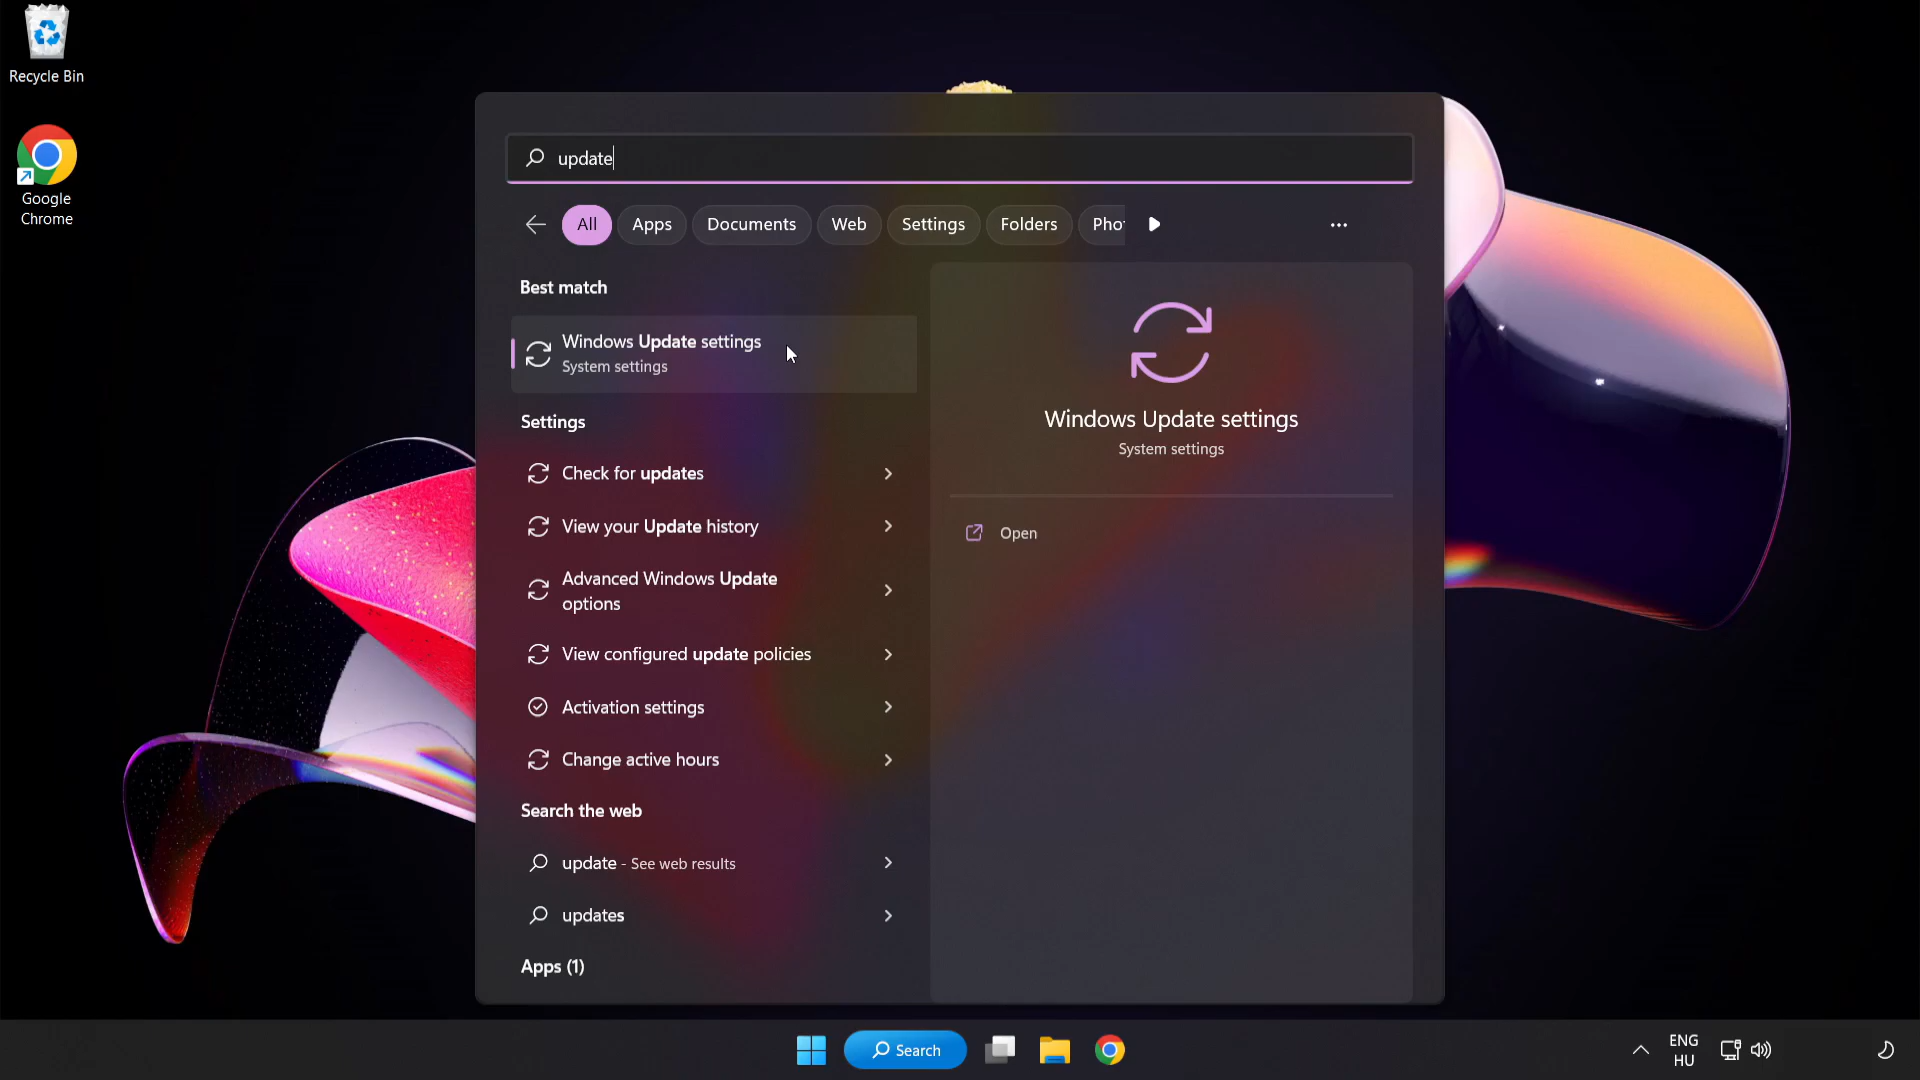 Recycle Bin
Google
Chrome
update
All
Apps
Documents
Web
Settings
Folders
Best match
Windows Update settings
System settings
Settings
Check for updates
View your Update history
Advanced Windows Update
options
View configured update policies
Activation settings
Change active hours
Search the web
update - See web results
updates
Apps (1)
Windows Update settings
System settings
Open
Search
ENG
HU